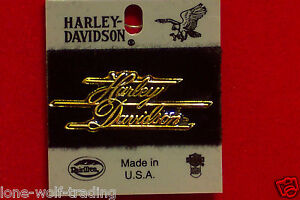 HARLEY-
DAVIDSON ®
Harley
Davidson
Made in
U.S.A.
lone-wolf-trading